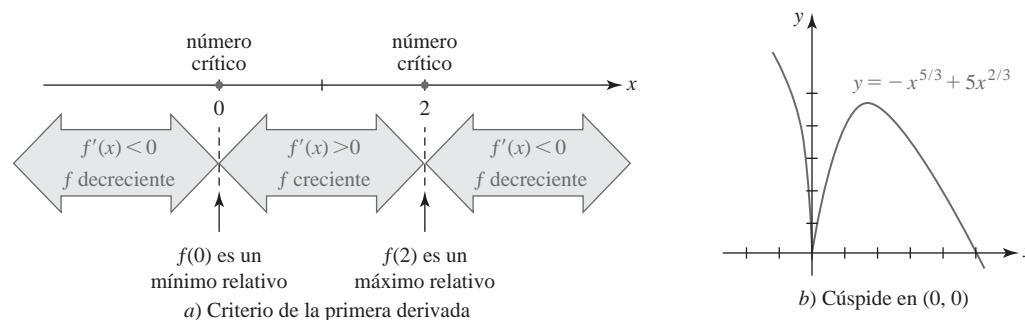 número
crítico
número
crítico
x
0
2
f′(x) < 0
f decreciente
f′(x) > 0
f creciente
f′(x) < 0
f decreciente
f(0) es un
mínimo relativo
f(2) es un
máximo relativo
a) Criterio de la primera derivada
y
y = − x^{5/3} + 5x^{2/3}
b) Cúspide en (0, 0)